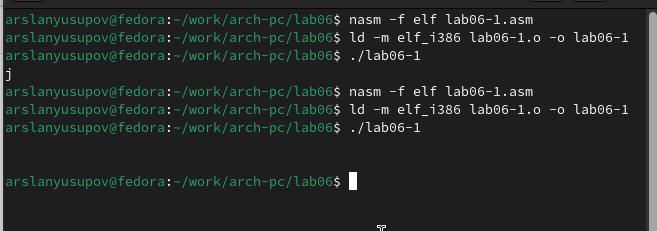 arslanyusupov@fedora:~/work/arch-pc/lab06$ nasm -f elf lab06-1.asm
arslanyusupov@fedora:~/work/arch-pc/lab06$ ld -m elf_i386 lab06-1.o -o lab06-1
arslanyusupov@fedora:~/work/arch-pc/lab06$ ./lab06-1
j
arslanyusupov@fedora:~/work/arch-pc/lab06$ nasm -f elf lab06-1.asm
arslanyusupov@fedora:~/work/arch-pc/lab06$ ld -m elf_i386 lab06-1.o -o lab06-1
arslanyusupov@fedora:~/work/arch-pc/lab06$ ./lab06-1
arslanyusupov@fedora:~/work/arch-pc/lab06$